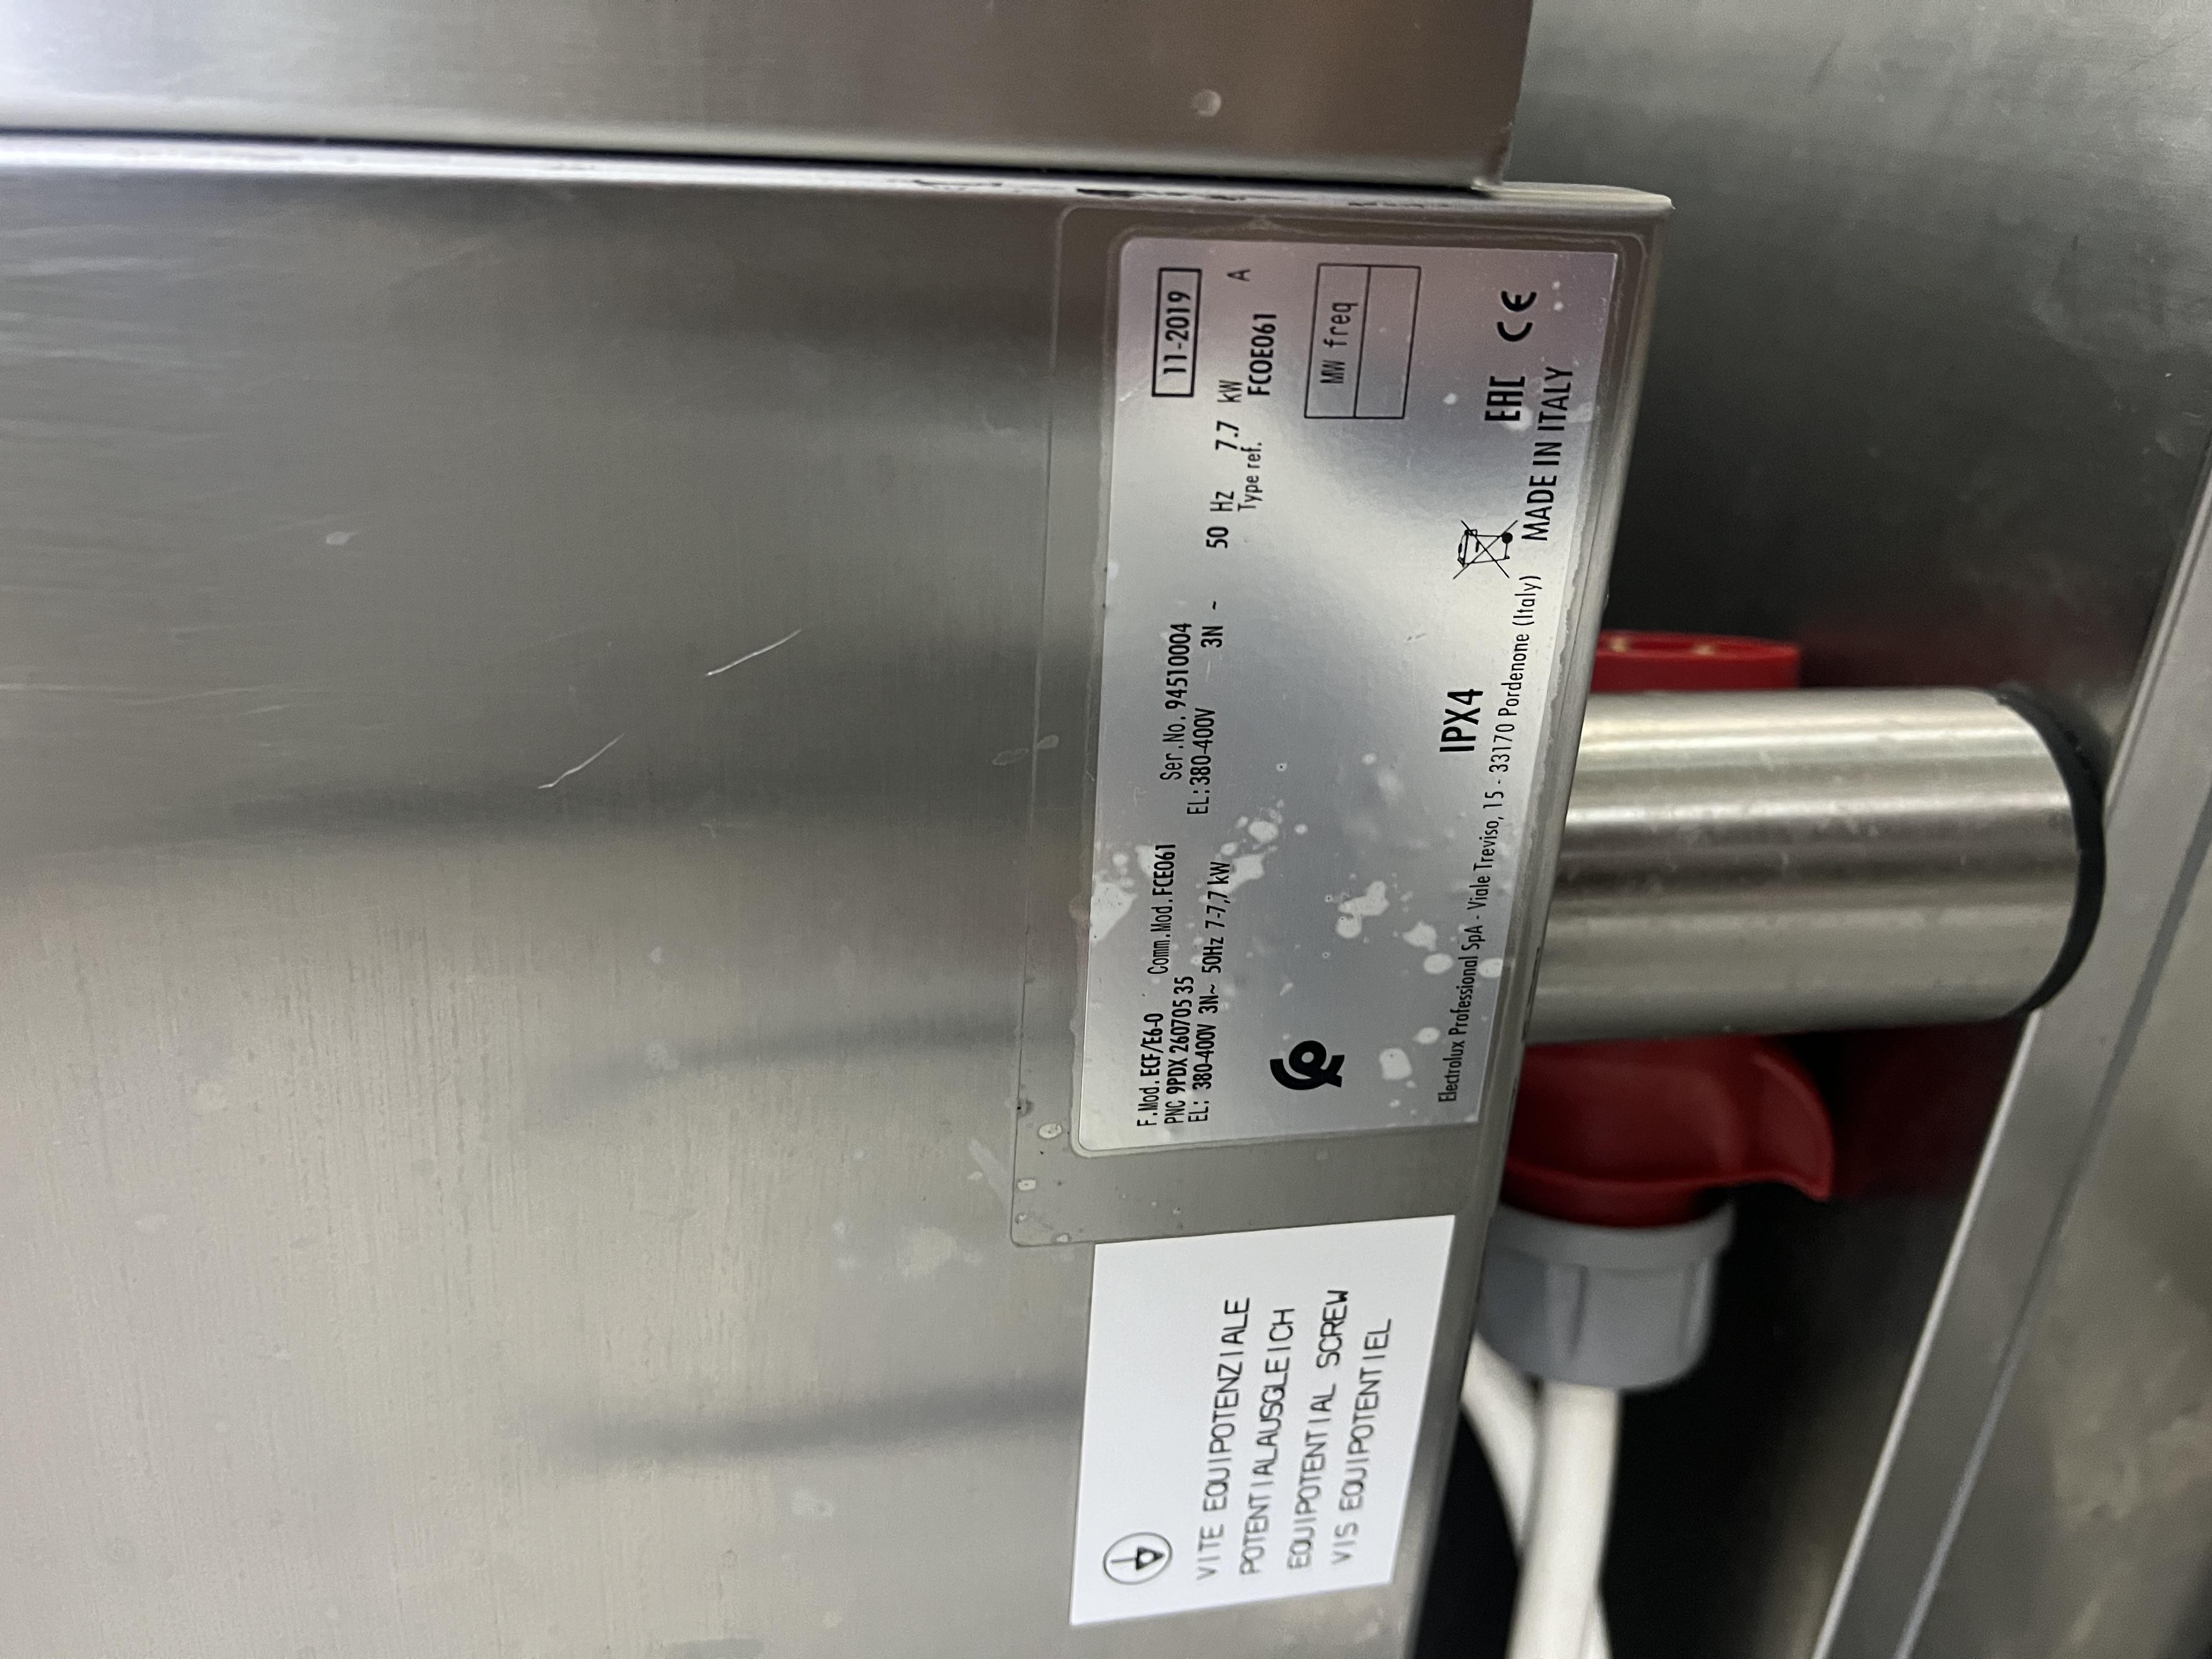 11-2019
F.Mod. ECF/E6-0 Comm.Mod. FCE061 Ser.No. 94510004
PNC 9PDX 260705 35 EL: 380-400V 3N ~ 50 Hz 7.7 kW A
EL: 380-400V 3N~ 50Hz 7-7,7 kW Type ref. FCOE061
MW freq
IPX4
EAC CE
Electrolux Professional SpA - Viale Treviso, 15 - 33170 Pordenone (Italy) MADE IN ITALY
VITE EQUIPOTENZIALE
POTENTIALAUSGLEICH
EQUIPOTENTIAL SCREW
VIS EQUIPOTENTIEL